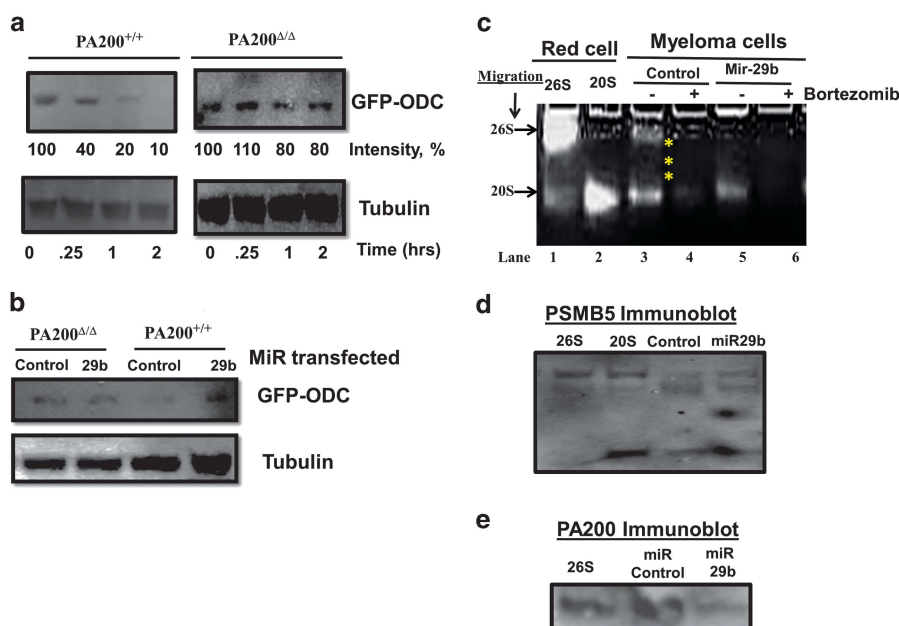 a
PA200+/+ PA200Δ/Δ
GFP-ODC
100 40 20 10 100 110 80 80 Intensity, %
Tubulin
0 .25 1 2 0 .25 1 2 Time (hrs)
b
PA200Δ/Δ PA200+/+
Control 29b Control 29b MiR transfected
GFP-ODC
Tubulin
c
Red cell Myeloma cells
Migration 26S 20S Control Mir-29b
- + - + Bortezomib
26S
*
*
*
20S
Lane 1 2 3 4 5 6
d
PSMB5 Immunoblot
26S 20S Control miR29b
e
PA200 Immunoblot
26S miR Control miR 29b